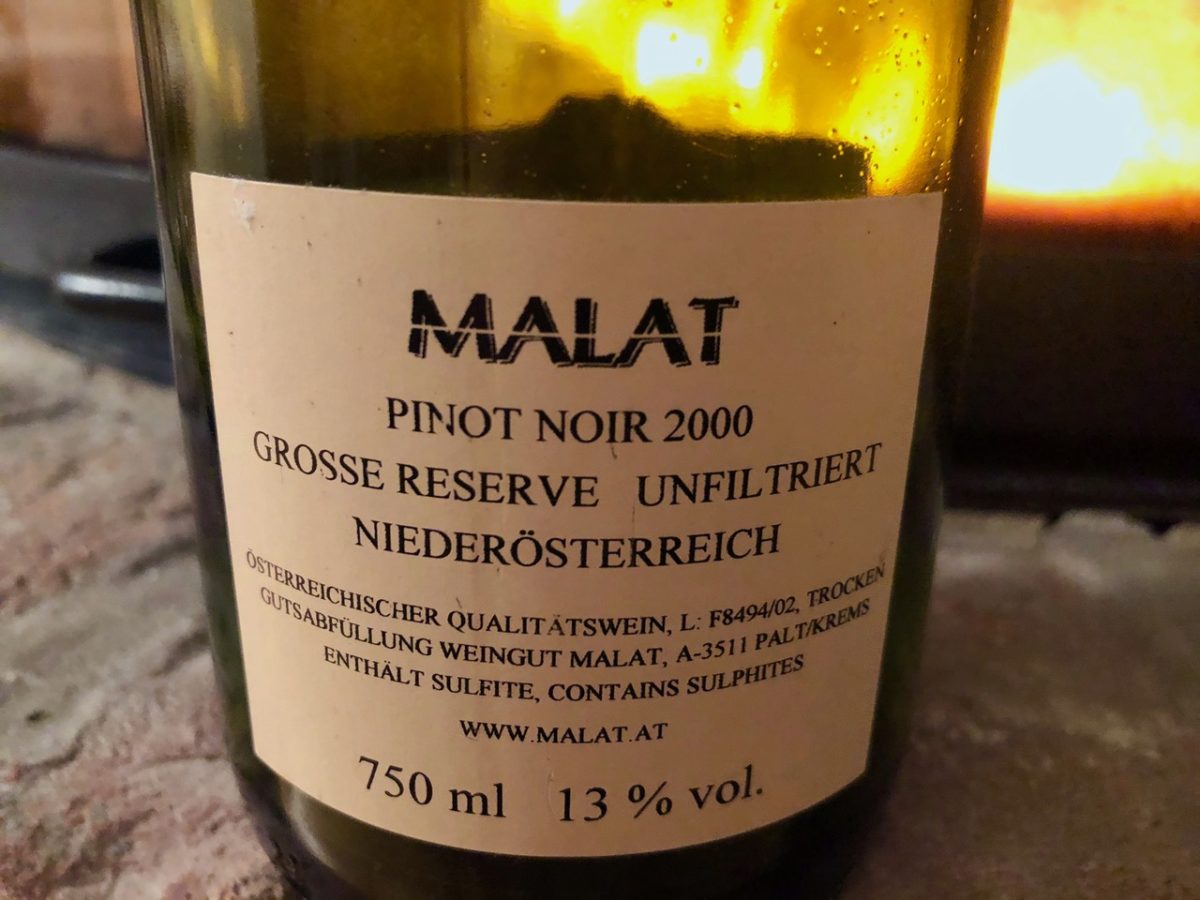 MALAT
PINOT NOIR 2000
GROSSE RESERVE UNFILTRIERT
NIEDERÖSTERREICH
ÖSTERREICHISCHER QUALITÄTSWEIN, L: F8494/02, TROCKEN
GUTSABFÜLLUNG WEINGUT MALAT, A-3511 PALT/KREMS
ENTHÄLT SULFITE, CONTAINS SULPHITES
WWW.MALAT.AT
750 ml 13 % vol.